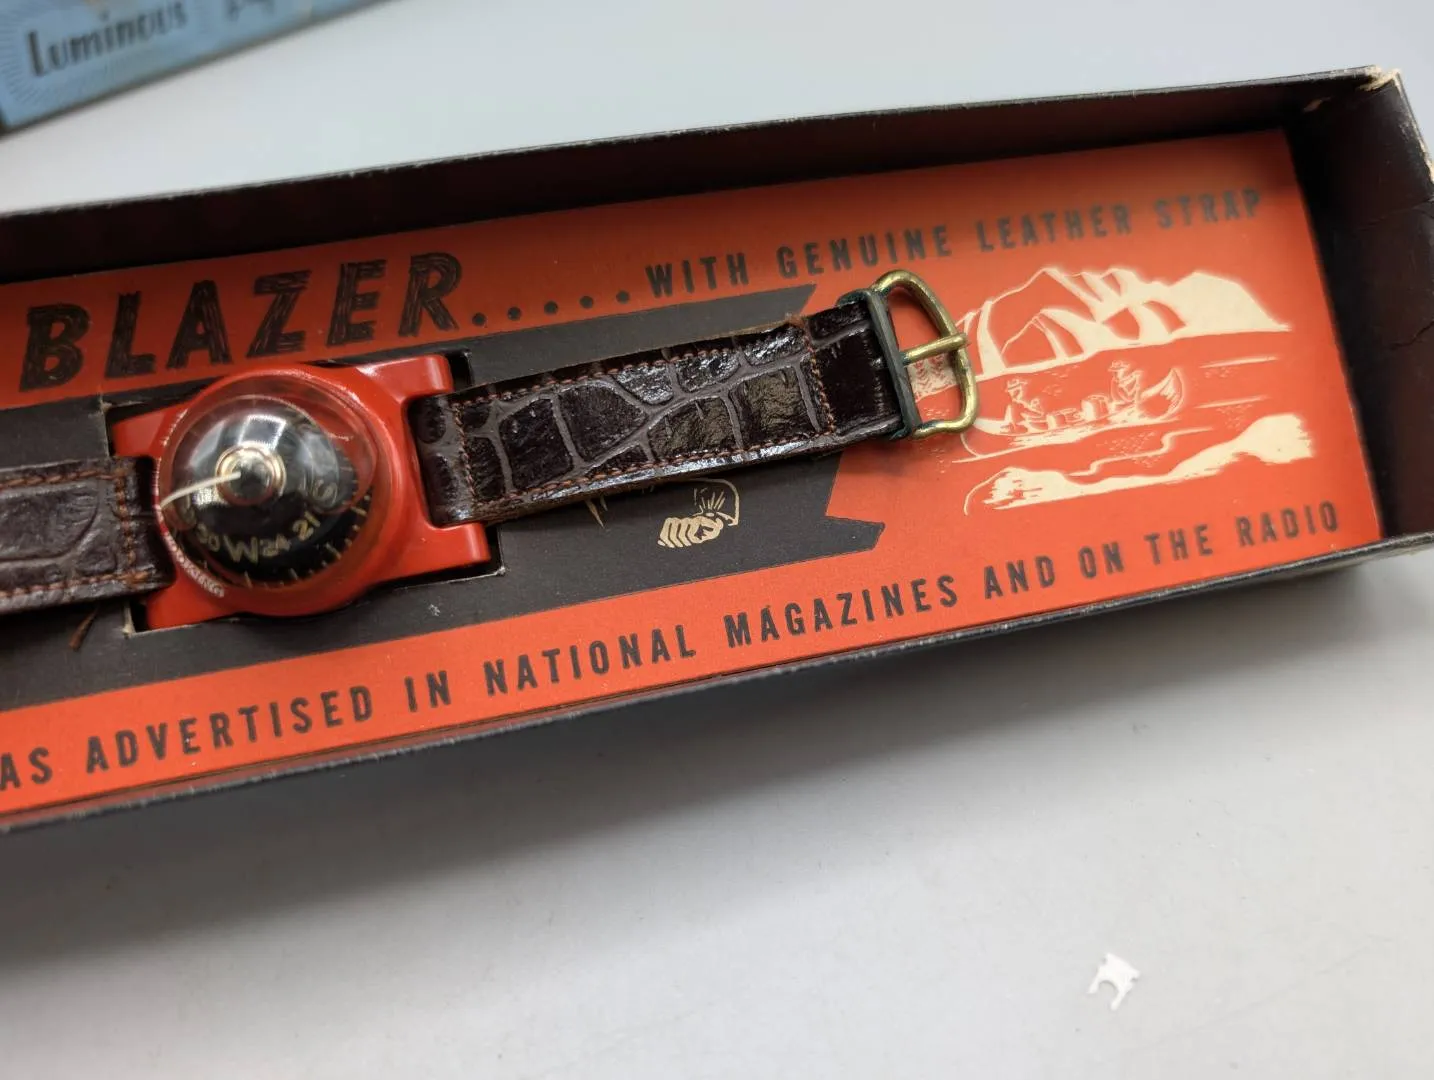 Luminous
BLAZER.....WITH GENUINE LEATHER STRAP
30 W 24 21
AS ADVERTISED IN NATIONAL MAGAZINES AND ON THE RADIO